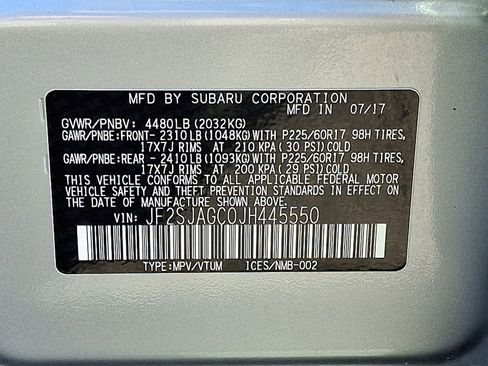 MFD BY SUBARU CORPORATION
MFD IN 07/17
GVWR/PNBV: 4480LB (2032KG)
GAWR/PNBE:FRONT- 2310LB (1048KG) WITH P225/60R17 98H TIRES,
17X7J RIMS AT 210 KPA (30 PSI) COLD
GAWR/PNBE:REAR - 2410LB (1093KG) WITH P225/60R17 98H TIRES,
17X7J RIMS AT 200 KPA (29 PSI) COLD
THIS VEHICLE CONFORMS TO ALL APPLICABLE FEDERAL MOTOR
VEHICLE SAFETY AND THEFT PREVENTION STANDARDS IN EFFECT ON
THE DATE OF MANUFACTURE SHOWN ABOVE.
VIN: JF2SJAGC0JH445550
TYPE:MPV/VTUM ICES/NMB-002